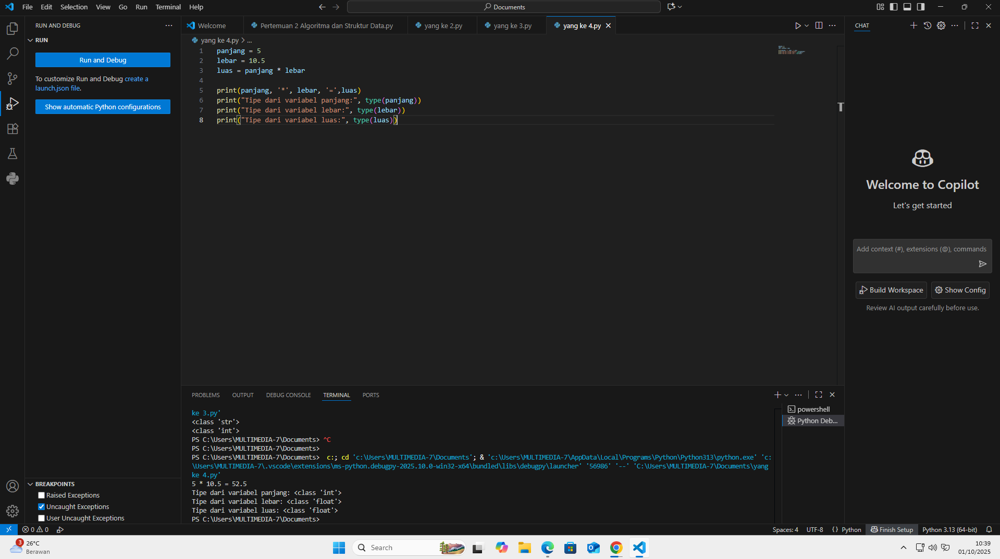 File Edit Selection View Go Run Terminal Help
Documents
RUN AND DEBUG
RUN
Run and Debug
To customize Run and Debug create a
launch.json file.
Show automatic Python configurations
BREAKPOINTS
Raised Exceptions
Uncaught Exceptions
User Uncaught Exceptions
Welcome
Pertemuan 2 Algoritma dan Struktur Data.py
yang ke 2.py
yang ke 3.py
yang ke 4.py
yang ke 4.py > ...
1 panjang = 5
2 lebar = 10.5
3 luas = panjang * lebar
4
5 print(panjang, '*', lebar, '=',luas)
6 print("Tipe dari variabel panjang:", type(panjang))
7 print("Tipe dari variabel lebar:", type(lebar))
8 print("Tipe dari variabel luas:", type(luas))
PROBLEMS OUTPUT DEBUG CONSOLE TERMINAL PORTS
ke 3.py'
<class 'str'>
<class 'int'>
PS C:\Users\MULTIMEDIA-7\Documents> ^C
PS C:\Users\MULTIMEDIA-7\Documents>
PS C:\Users\MULTIMEDIA-7\Documents>  c:; cd 'c:\Users\MULTIMEDIA-7\Documents'; & 'c:\Users\MULTIMEDIA-7\AppData\Local\Programs\Python\Python313\python.exe' 'c:
\Users\MULTIMEDIA-7\.vscode\extensions\ms-python.debugpy-2025.10.0-win32-x64\bundled\libs\debugpy\launcher' '56986' '--' 'C:\Users\MULTIMEDIA-7\Documents\yang
ke 4.py'
5 * 10.5 = 52.5
Tipe dari variabel panjang: <class 'int'>
Tipe dari variabel lebar: <class 'float'>
Tipe dari variabel luas: <class 'float'>
PS C:\Users\MULTIMEDIA-7\Documents>
powershell
Python Deb...
CHAT
Welcome to Copilot
Let's get started
Add context (#), extensions (@), commands
Build Workspace
Show Config
Review AI output carefully before use.
0 0
Spaces: 4 UTF-8 {} Python Finish Setup Python 3.13 (64-bit)
3
26°C
Berawan
Search
10:39
01/10/2025